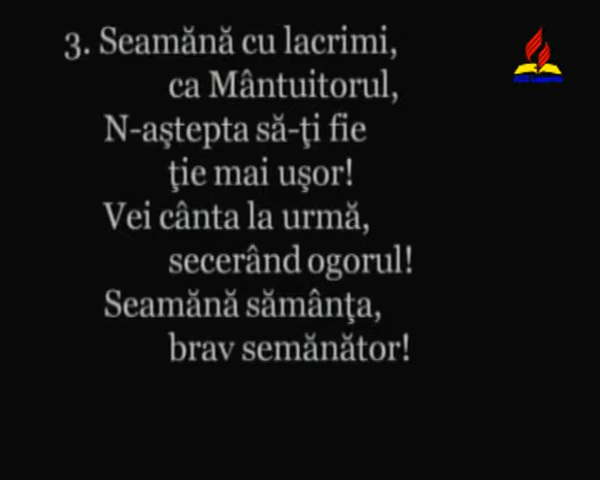 3. Seamănă cu lacrimi,
ca Mântuitorul,
N-aştepta să-ţi fie
ţie mai uşor!
Vei cânta la urmă,
secerând ogorul!
Seamănă sămânţa,
brav semănător!